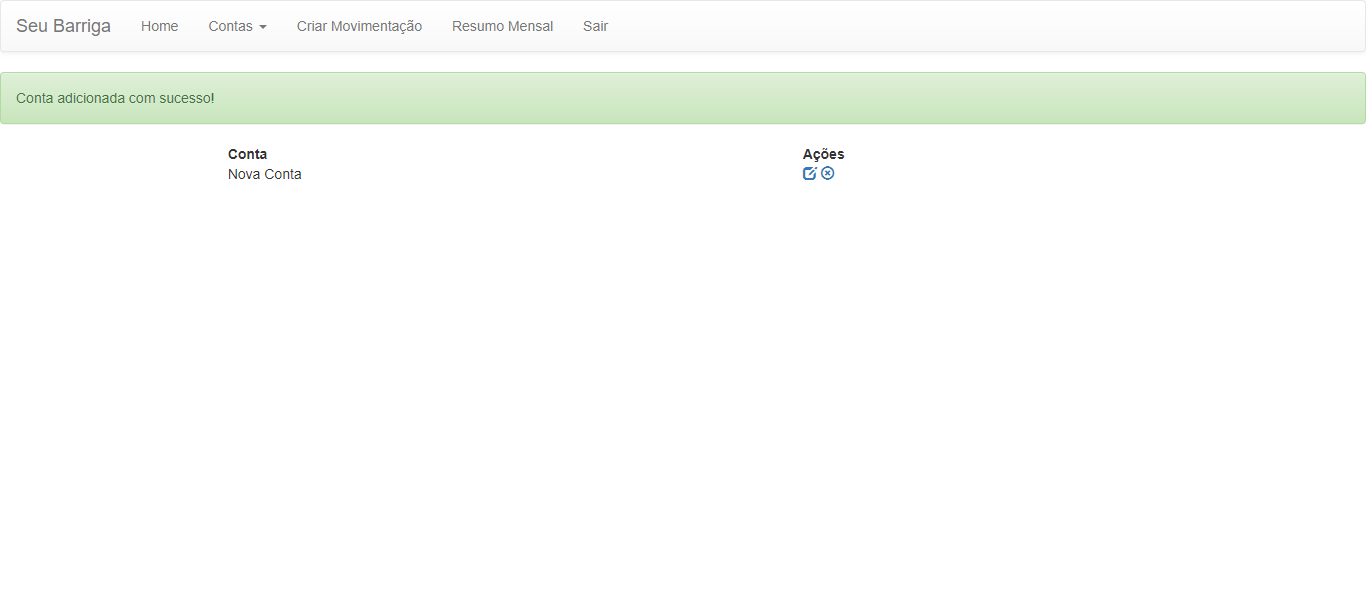 Seu Barriga Home Contas Criar Movimentação Resumo Mensal Sair
Conta adicionada com sucesso!
Conta Ações
Nova Conta